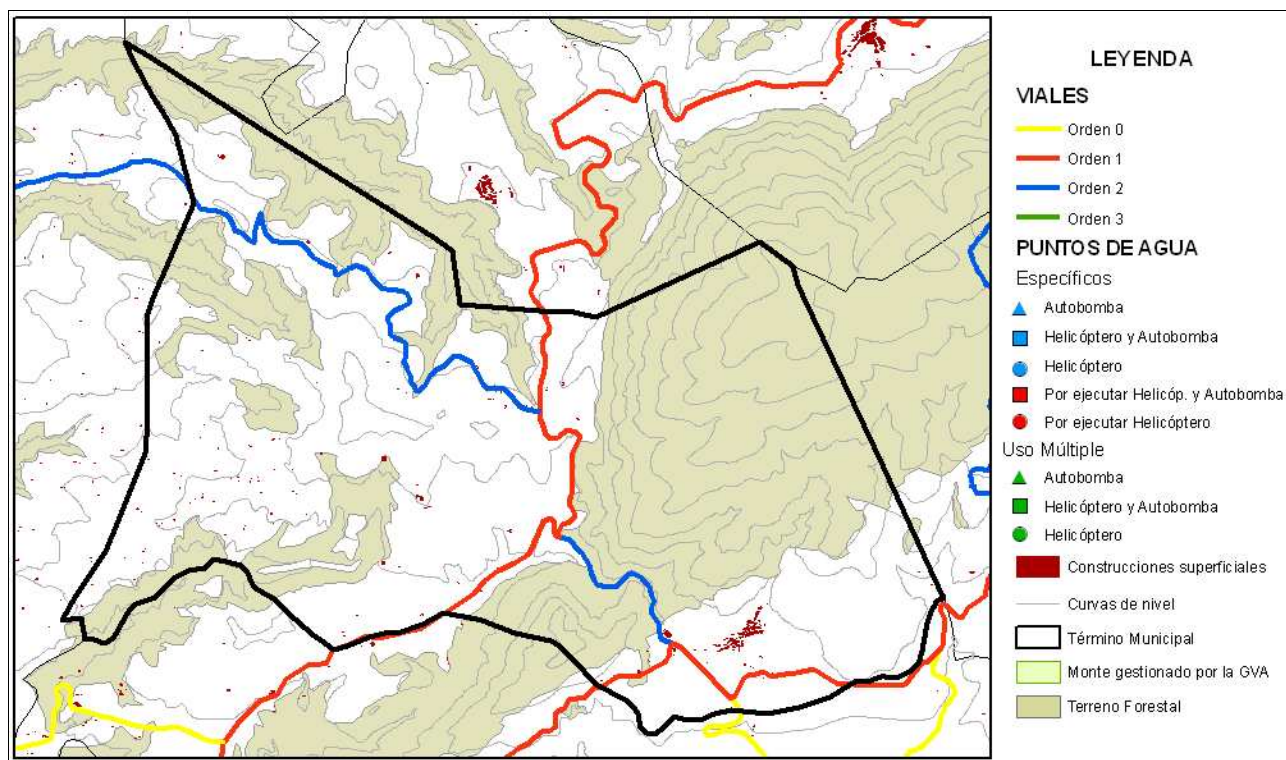 LEYENDA
VIALES
Orden 0
Orden 1
Orden 2
Orden 3
PUNTOS DE AGUA
Específicos
Autobomba
Helicóptero y Autobomba
Helicóptero
Por ejecutar Helicóp. y Autobomba
Por ejecutar Helicóptero
Uso Múltiple
Autobomba
Helicóptero y Autobomba
Helicóptero
Construcciones superficiales
Curvas de nivel
Término Municipal
Monte gestionado por la GVA
Terreno Forestal